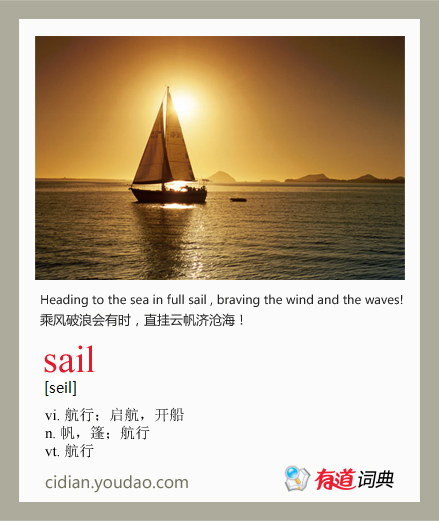 Heading to the sea in full sail , braving the wind and the waves!
乘风破浪会有时，直挂云帆济沧海！
sail
[seil]
vi. 航行；启航，开船
n. 帆，篷；航行
vt. 航行
cidian.youdao.com
有道词典